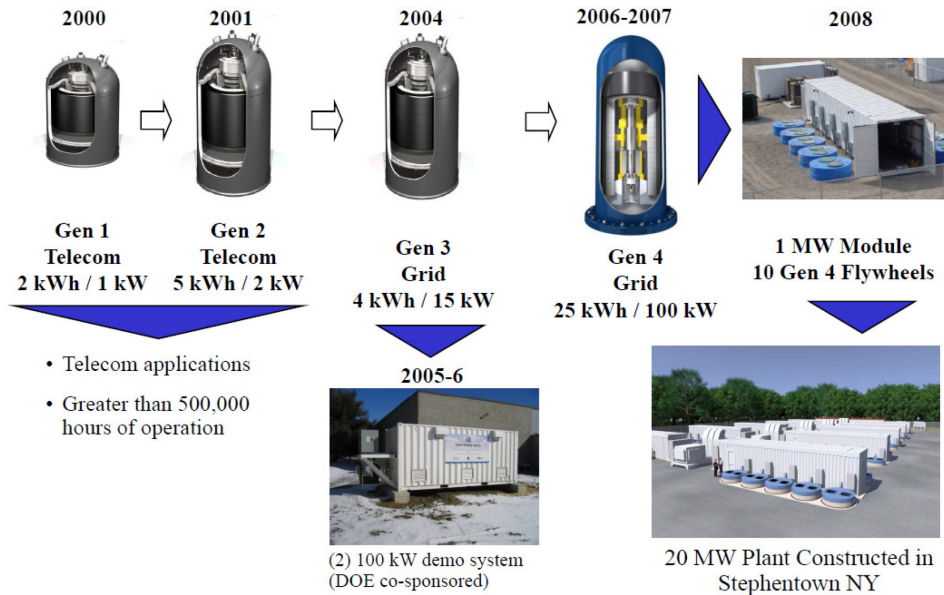 2000
2001
2004
2006-2007
2008
Gen 1
Telecom
2 kWh / 1 kW
Gen 2
Telecom
5 kWh / 2 kW
Gen 3
Grid
4 kWh / 15 kW
Gen 4
Grid
25 kWh / 100 kW
1 MW Module
10 Gen 4 Flywheels
• Telecom applications
• Greater than 500,000
hours of operation
2005-6
(2) 100 kW demo system
(DOE co-sponsored)
20 MW Plant Constructed in
Stephentown NY